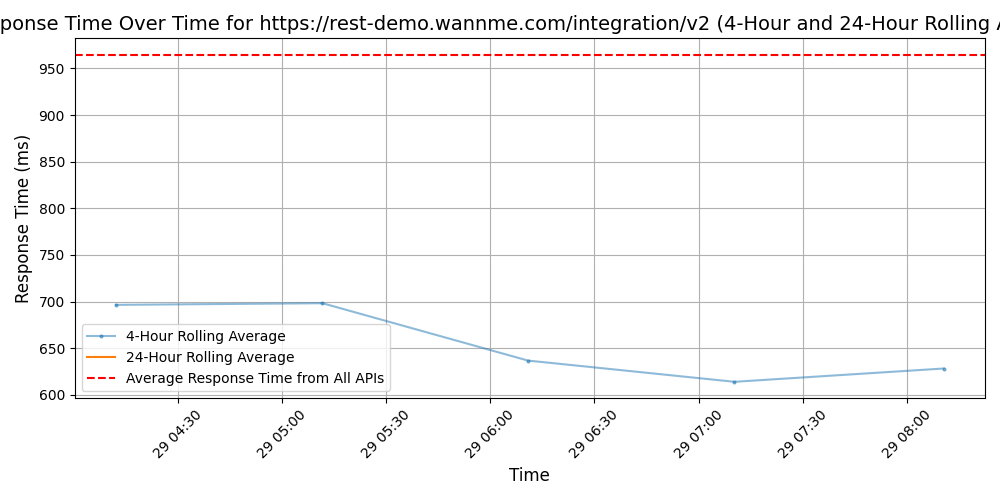 ponse Time Over Time for https://rest-demo.wannme.com/integration/v2 (4-Hour and 24-Hour Rolling A
Response Time (ms)
950
900
850
800
750
700
650
600
4-Hour Rolling Average
24-Hour Rolling Average
Average Response Time from All APIs
29 04:30
29 05:00
29 05:30
29 06:00
29 06:30
29 07:00
29 07:30
29 08:00
Time